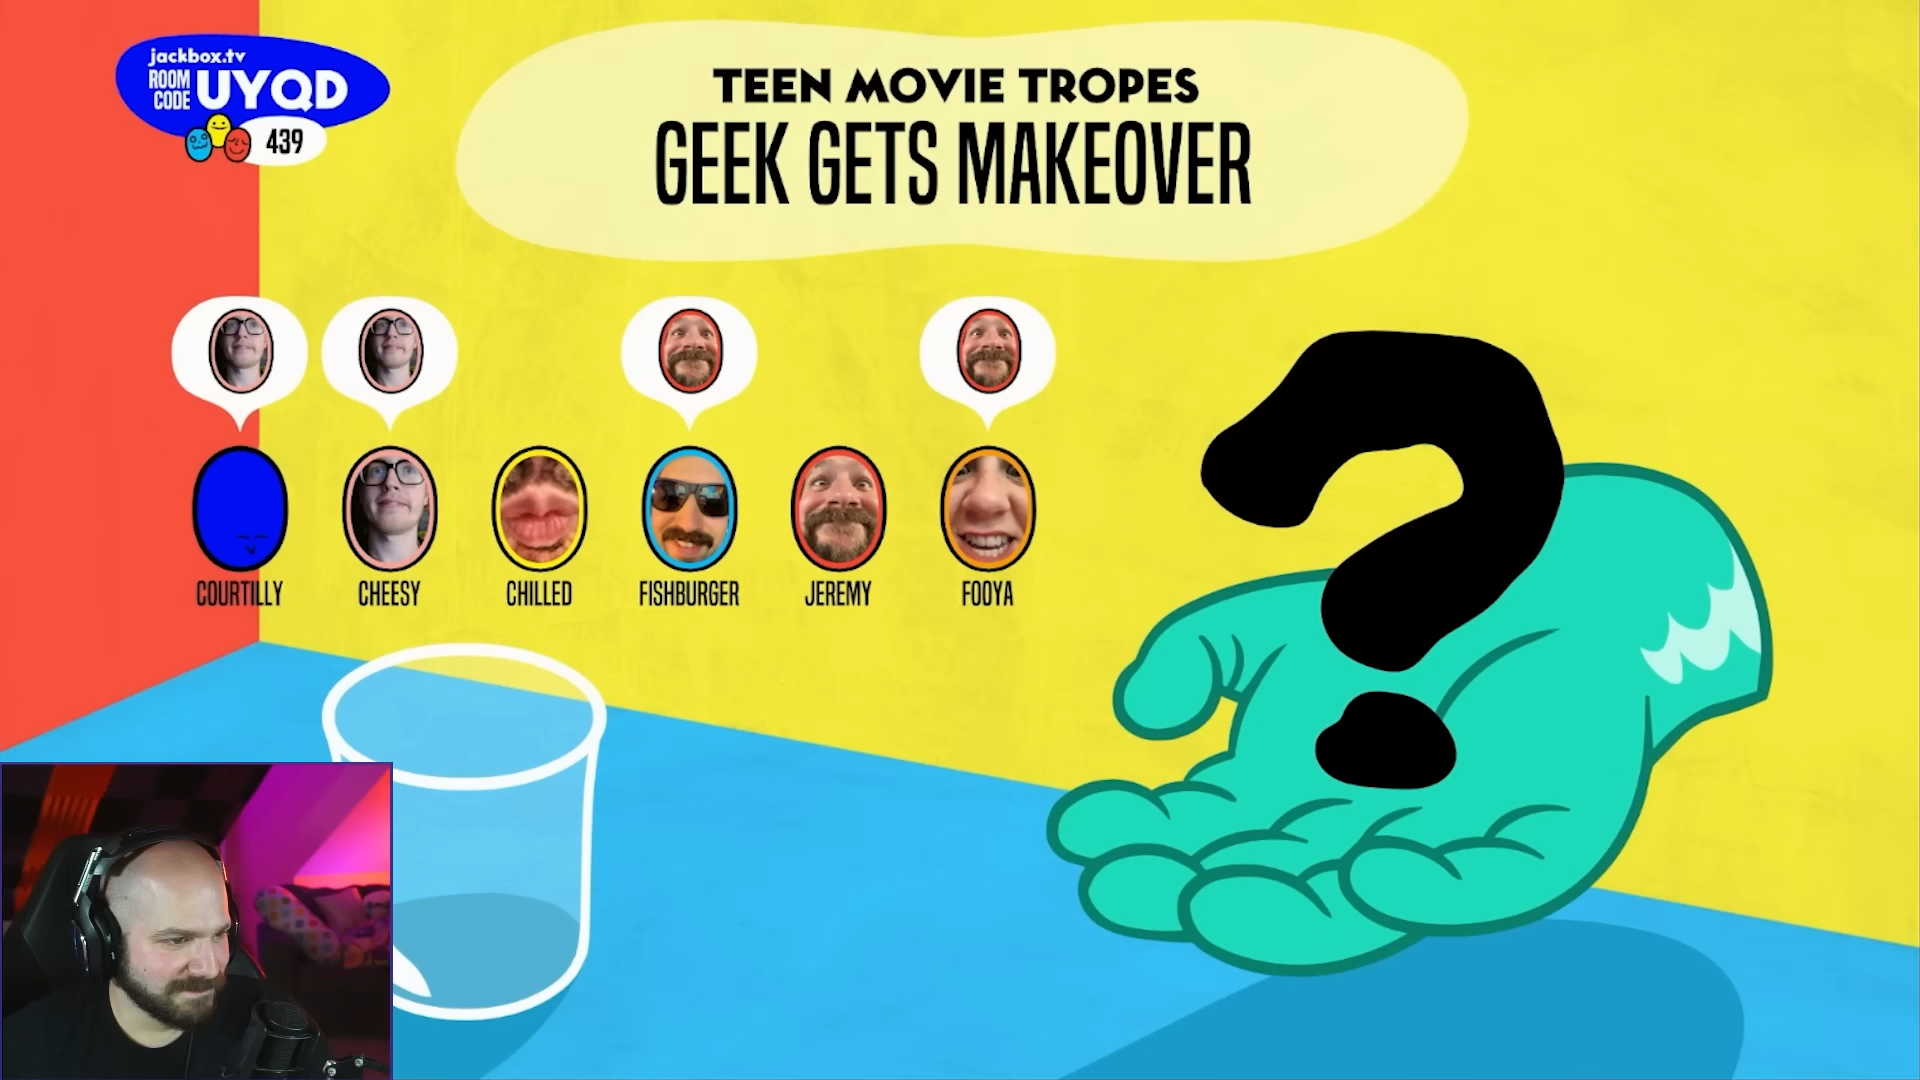 jackbox.tv
ROOM CODE UYQD
439
TEEN MOVIE TROPES
GEEK GETS MAKEOVER
COURTILLY
CHEESY
CHILLED
FISHBURGER
JEREMY
FOOYA